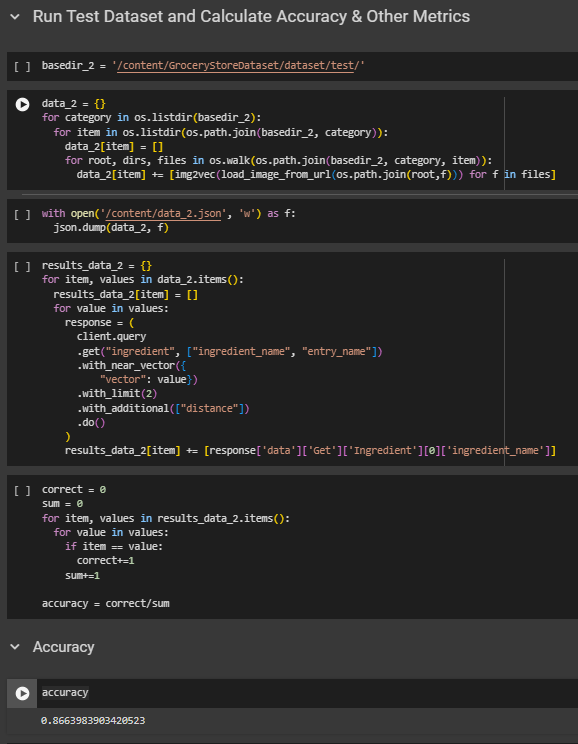 Run Test Dataset and Calculate Accuracy & Other Metrics
[ ] basedir_2 = '/content/GroceryStoreDataset/dataset/test/'
data_2 = {}
for category in os.listdir(basedir_2):
  for item in os.listdir(os.path.join(basedir_2, category)):
    data_2[item] = []
    for root, dirs, files in os.walk(os.path.join(basedir_2, category, item)):
      data_2[item] += [img2vec(load_image_from_url(os.path.join(root,f))) for f in files]
[ ] with open('/content/data_2.json', 'w') as f:
  json.dump(data_2, f)
[ ] results_data_2 = {}
for item, values in data_2.items():
  results_data_2[item] = []
  for value in values:
    response = (
      client.query
      .get("ingredient", ["ingredient_name", "entry_name"])
      .with_near_vector({
          "vector": value})
      .with_limit(2)
      .with_additional(["distance"])
      .do()
    )
    results_data_2[item] += [response['data']['Get']['Ingredient'][0]['ingredient_name']]
[ ] correct = 0
sum = 0
for item, values in results_data_2.items():
  for value in values:
    if item == value:
      correct+=1
    sum+=1
accuracy = correct/sum
Accuracy
accuracy
0.8663983903420523